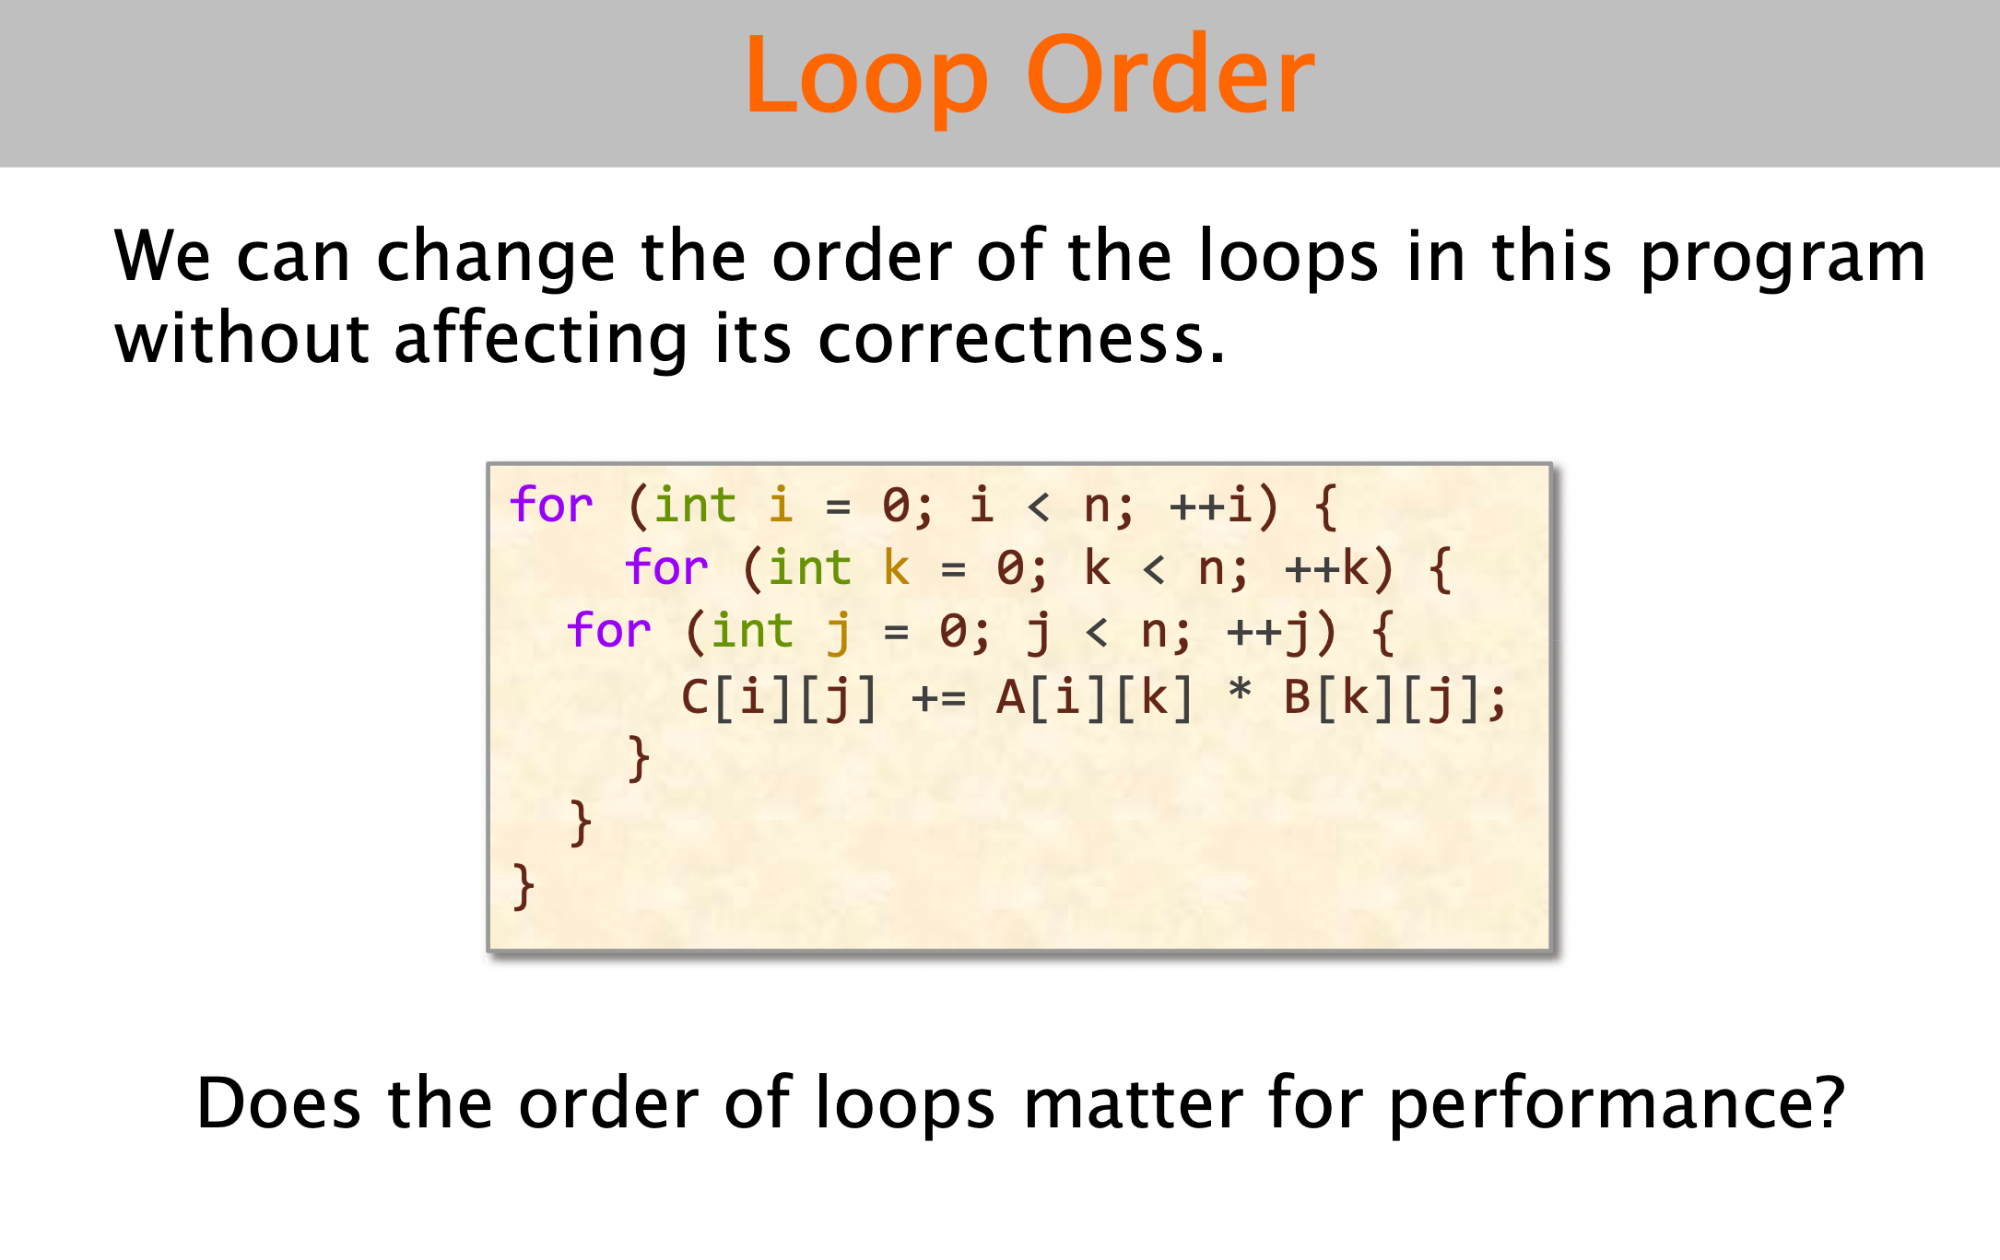 Loop Order
We can change the order of the loops in this program
without affecting its correctness.
for (int i = 0; i < n; ++i) {
    for (int k = 0; k < n; ++k) {
  for (int j = 0; j < n; ++j) {
      C[i][j] += A[i][k] * B[k][j];
    }
  }
}
Does the order of loops matter for performance?